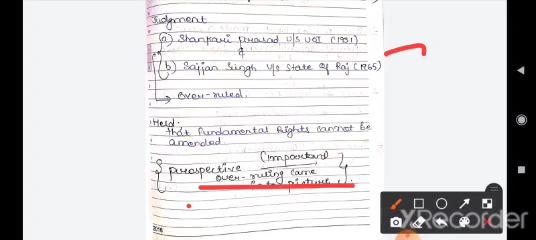 Judgment
(a) Shankari Prasad V/S UOI (1951)
&
(b) Sajjan Singh V/S State of Raj (1965)
over-ruled.
Held:
that Fundamental Rights cannot be
amended
(Important)
prospective
over-ruling came
into picture
XRecorder